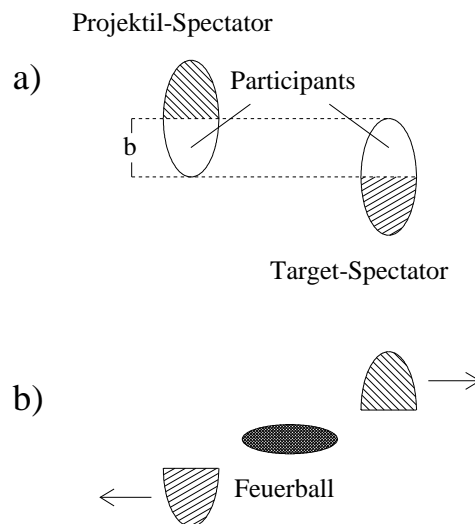 Projektil-Spectator
a)
Participants
b
Target-Spectator
b)
Feuerball